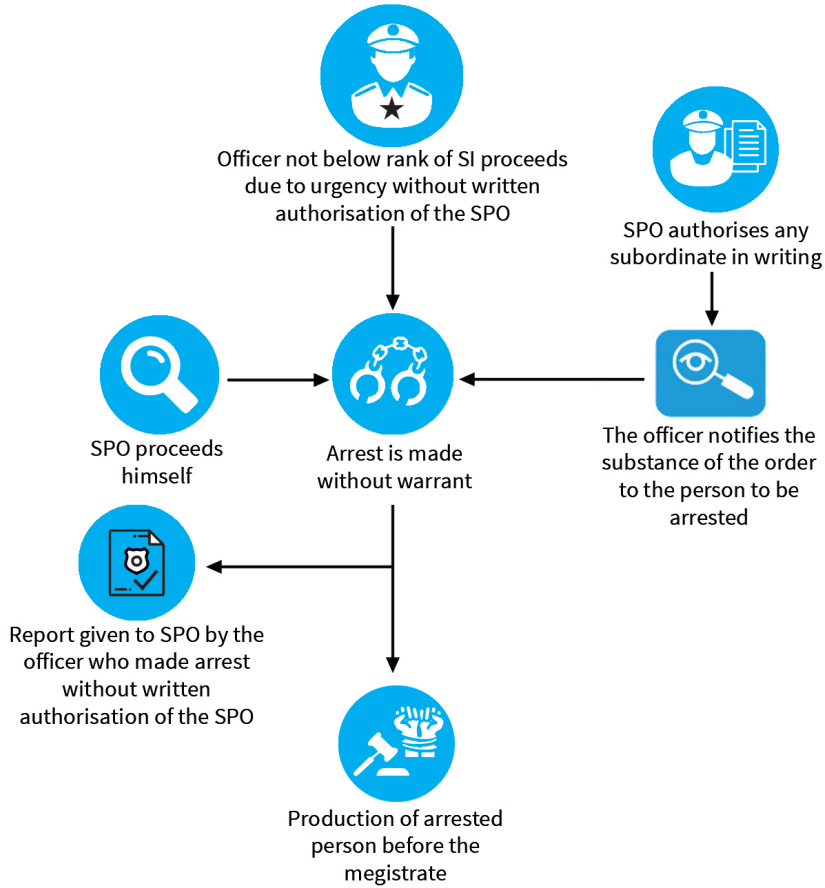 Officer not below rank of SI proceeds
due to urgency without written
authorisation of the SPO
SPO authorises any
subordinate in writing
SPO proceeds
himself
Arrest is made
without warrant
The officer notifies the
substance of the order
to the person to be
arrested
Report given to SPO by the
officer who made arrest
without written
authorisation of the SPO
Production of arrested
person before the
megistrate